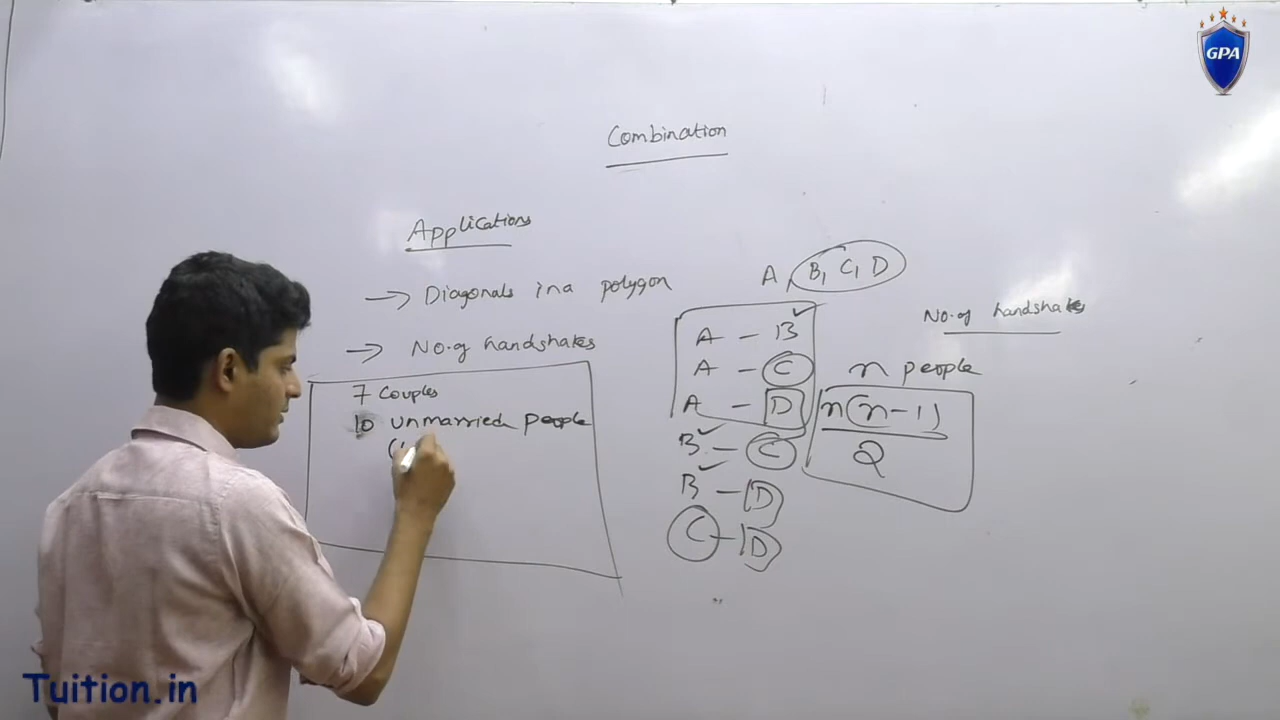 GPA
Combination
Applications
→ Diagonals in a polygon
→ No. of handshakes
7 Couples
10 unmarried people
(
A, B, C, D
A - B
A - C
A - D
B - C
B - D
C - D
No. of handshakes
n people
n(n-1)
2
Tuition.in